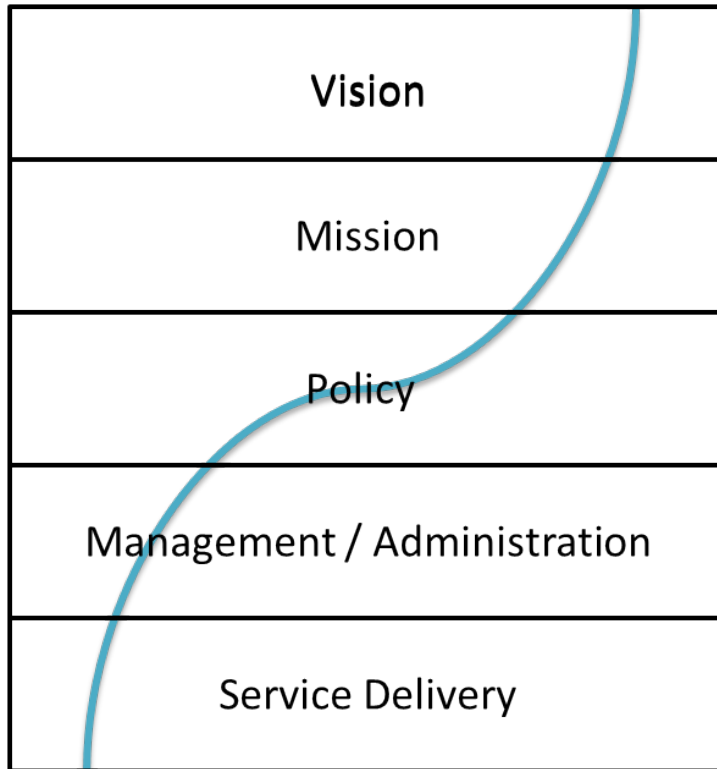 Vision
Mission
Policy
Management / Administration
Service Delivery